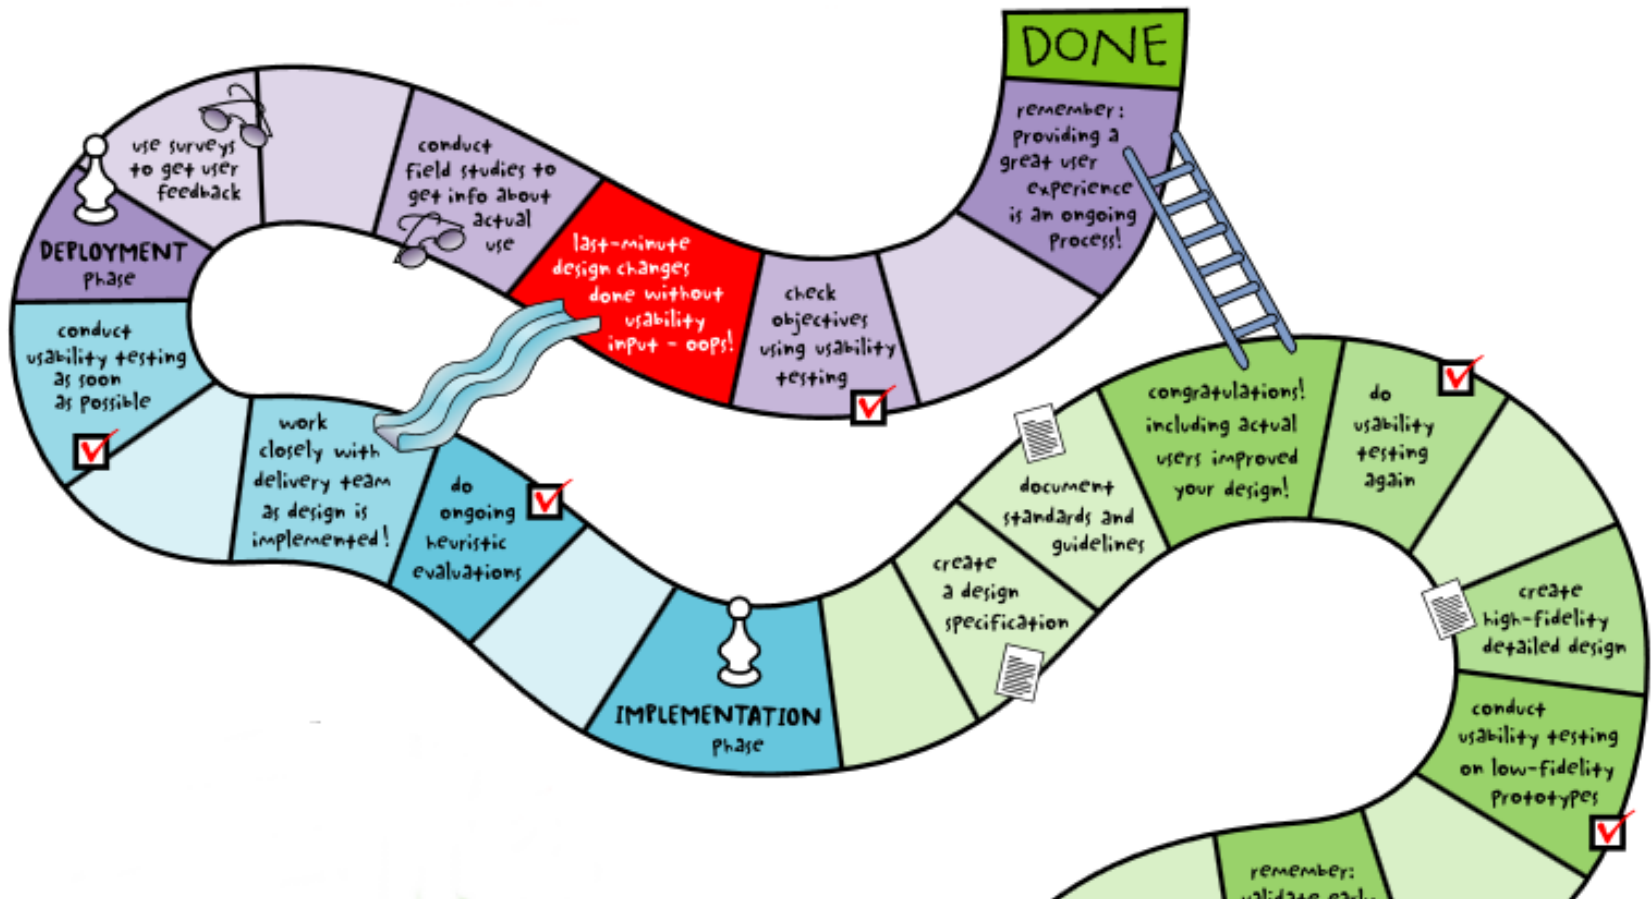 DONE
remember:
providing a
great user
experience
is an ongoing
process!
use surveys
to get user
feedback
conduct
field studies to
get info about
actual
use
last-minute
design changes
done without
usability
input - oops!
check
objectives
using usability
testing
DEPLOYMENT
phase
conduct
usability testing
as soon
as possible
work
closely with
delivery team
as design is
implemented!
do
ongoing
heuristic
evaluations
IMPLEMENTATION
phase
create
a design
specification
document
standards and
guidelines
congratulations!
including actual
users improved
your design!
do
usability
testing
again
create
high-fidelity
detailed design
conduct
usability testing
on low-fidelity
prototypes
remember:
validate early